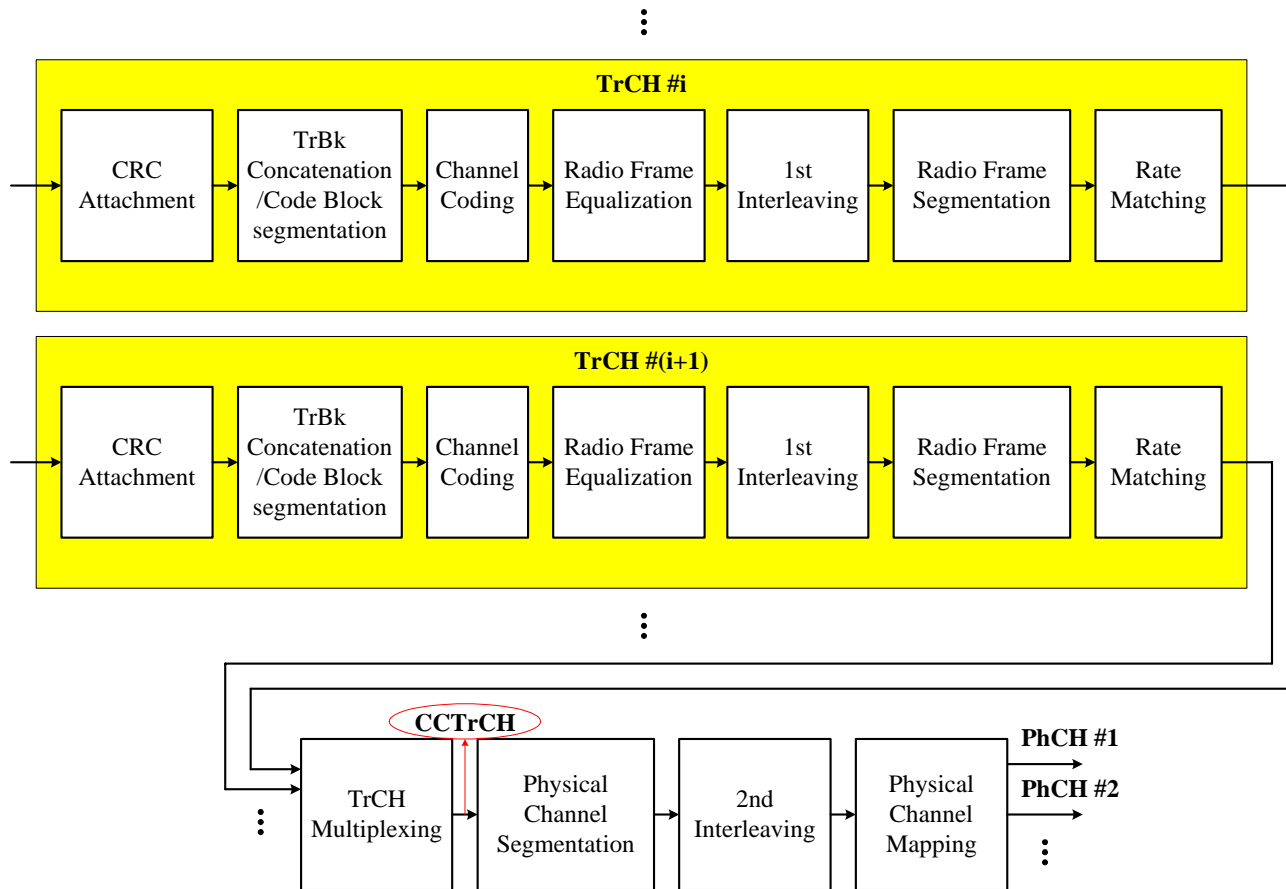 TrCH #i
CRC
Attachment
TrBk
Concatenation
/Code Block
segmentation
Channel
Coding
Radio Frame
Equalization
1st
Interleaving
Radio Frame
Segmentation
Rate
Matching
TrCH #(i+1)
CRC
Attachment
TrBk
Concatenation
/Code Block
segmentation
Channel
Coding
Radio Frame
Equalization
1st
Interleaving
Radio Frame
Segmentation
Rate
Matching
CCTrCH
TrCH
Multiplexing
Physical
Channel
Segmentation
2nd
Interleaving
Physical
Channel
Mapping
PhCH #1
PhCH #2